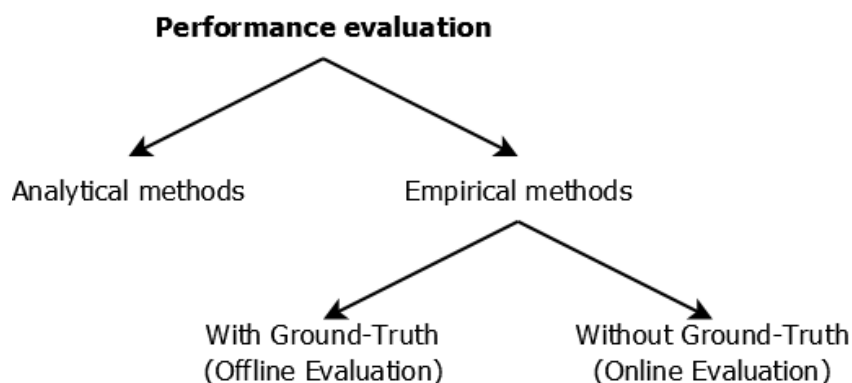 Performance evaluation
Analytical methods
Empirical methods
With Ground-Truth
(Offline Evaluation)
Without Ground-Truth
(Online Evaluation)